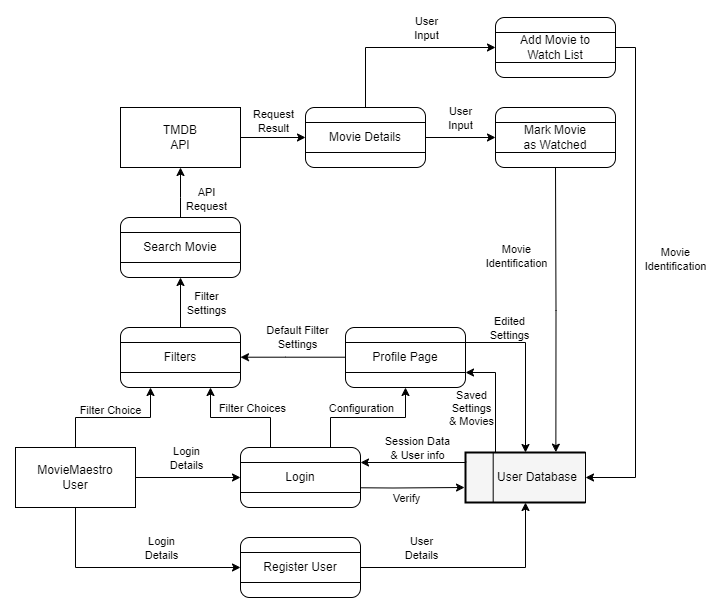 User
Input
Add Movie to
Watch List
TMDB
API
Request
Result
Movie Details
User
Input
Mark Movie
as Watched
API
Request
Search Movie
Movie
Identification
Movie
Identification
Filter
Settings
Filters
Default Filter
Settings
Profile Page
Edited
Settings
Filter Choice
Filter Choices
Configuration
Saved
Settings
& Movies
MovieMaestro
User
Login
Details
Login
Session Data
& User info
Verify
User Database
Login
Details
Register User
User
Details